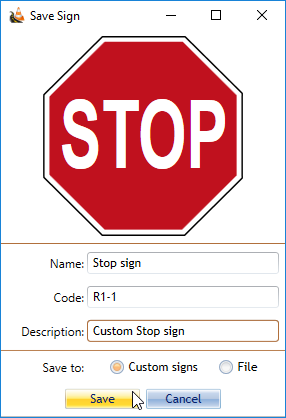 Save Sign
STOP
Name: Stop sign
Code: R1-1
Description: Custom Stop sign
Save to: Custom signs File
Save Cancel